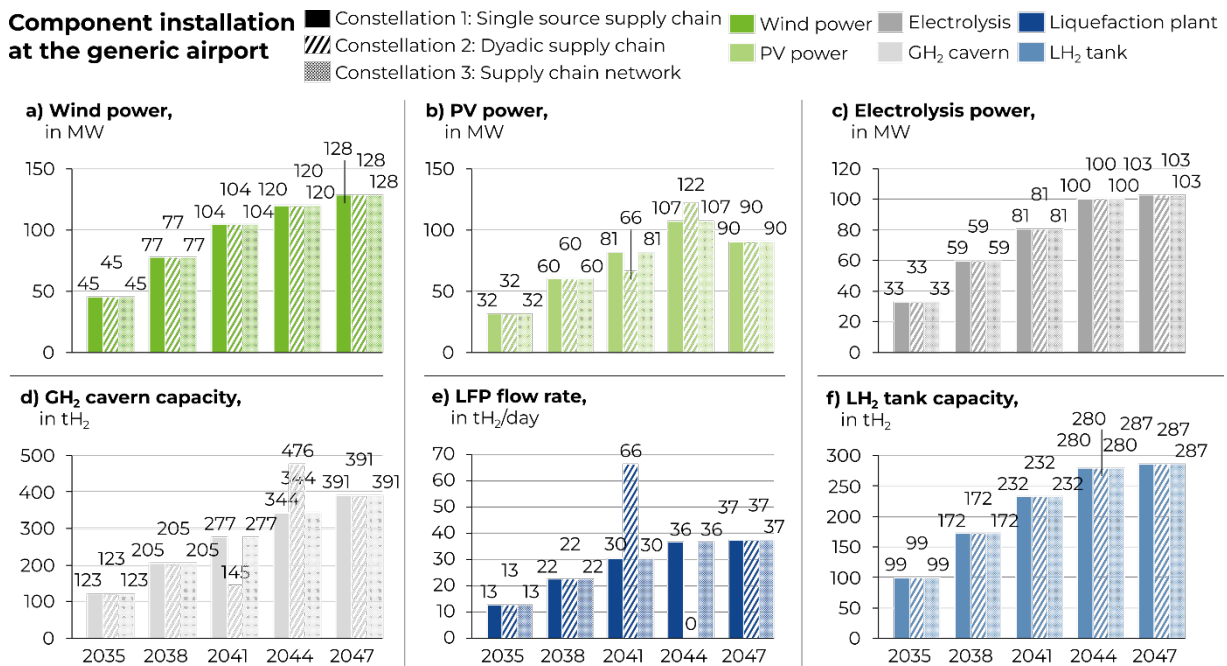 Component installation
at the generic airport
Constellation 1: Single source supply chain
Constellation 2: Dyadic supply chain
Constellation 3: Supply chain network
Wind power
PV power
Electrolysis
GH₂ cavern
Liquefaction plant
LH₂ tank
a) Wind power,
in MW
150
100
50
0
45 45 45
77 77 77
104 104 104
120 120 120
128 128 128
b) PV power,
in MW
150
100
50
0
32 32 32
60 60 60
81 66 81
107 122 107
90 90 90
c) Electrolysis power,
in MW
120
100
80
60
40
20
0
33 33 33
59 59 59
81 81 81
100 100 100
103 103 103
d) GH₂ cavern capacity,
in tH₂
500
400
300
200
100
0
123 123 123
205 205 205
277 145 277
344 476 344
391 391 391
2035 2038 2041 2044 2047
e) LFP flow rate,
in tH₂/day
70
60
50
40
30
20
10
0
13 13 13
22 22 22
30 66 30
36 0 36
37 37 37
2035 2038 2041 2044 2047
f) LH₂ tank capacity,
in tH₂
300
250
200
150
100
50
0
99 99 99
172 172 172
232 232 232
280 280 280
287 287 287
2035 2038 2041 2044 2047